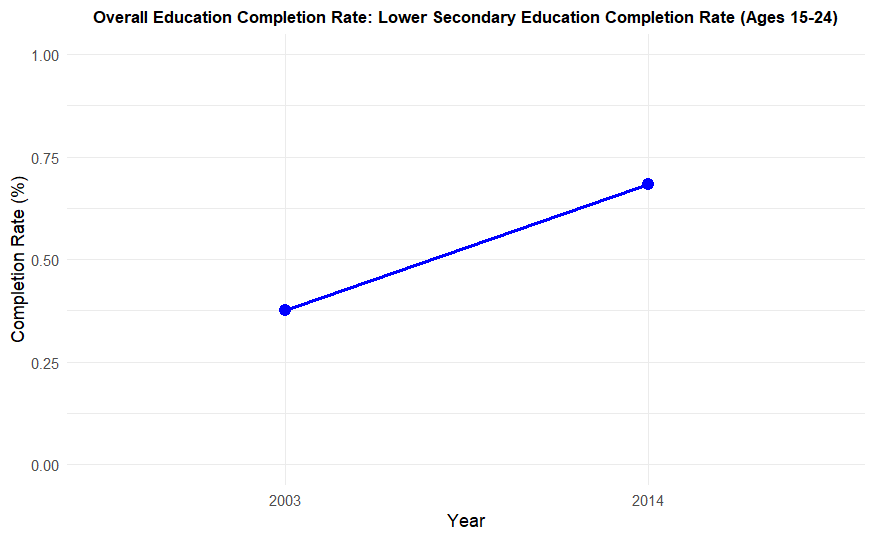 Overall Education Completion Rate: Lower Secondary Education Completion Rate (Ages 15-24)
Completion Rate (%)
1.00
0.75
0.50
0.25
0.00
2003
2014
Year